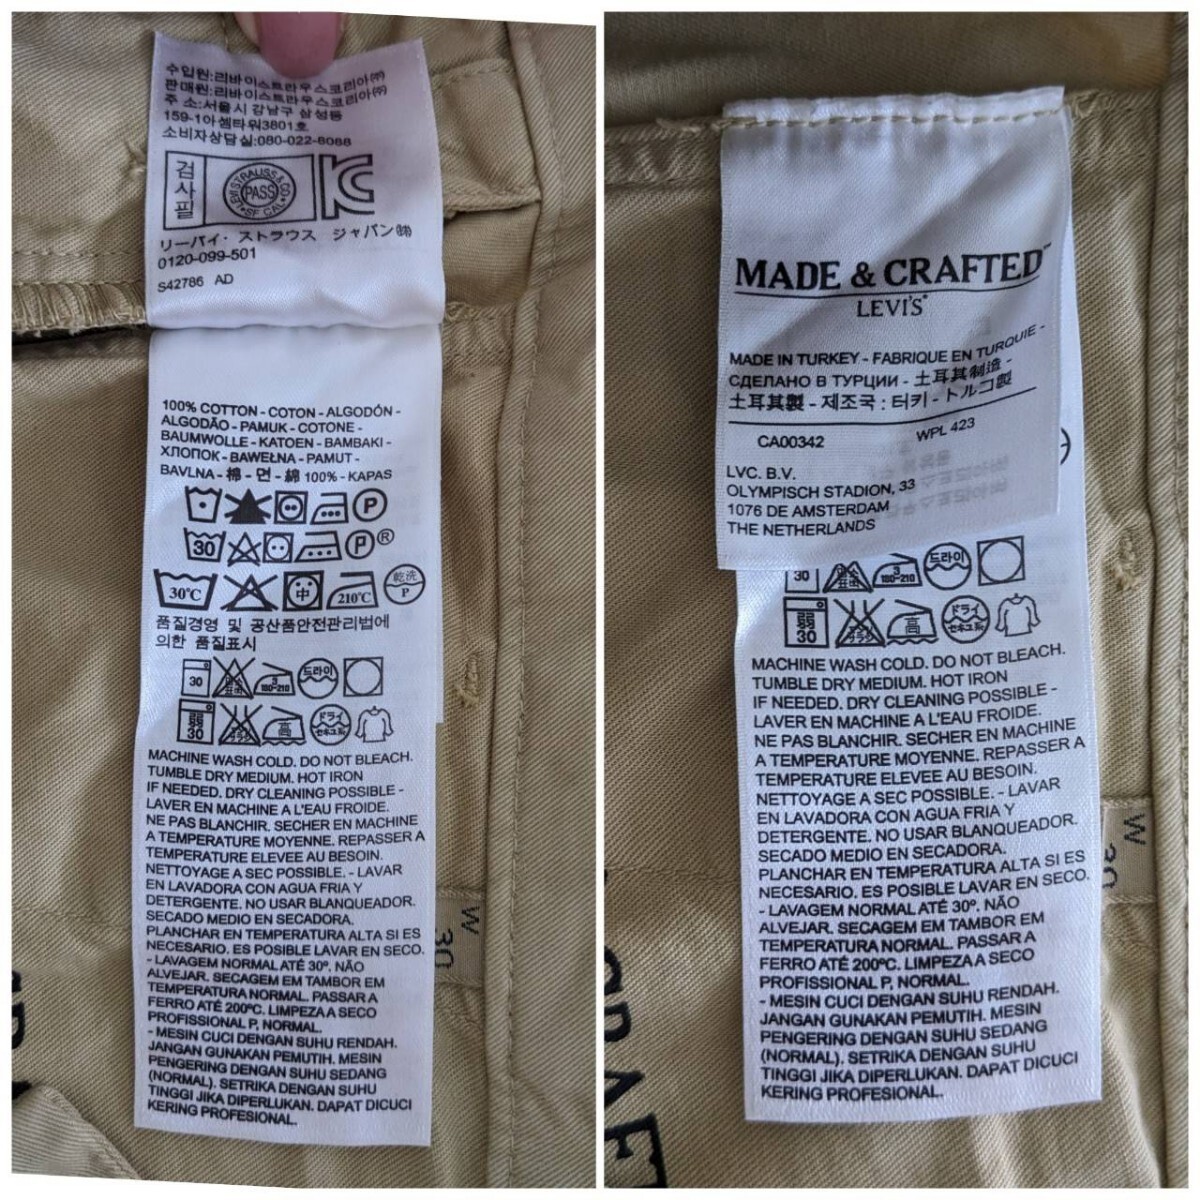 수입원:리바이스트라우스코리아㈜
판매원:리바이스트라우스코리아㈜
주 소:서울시 강남구 삼성동
159-1아셈타워3801호
소비자상담실:080-022-8088
검사필
LEVI STRAUSS & CO
PASS
SF CAL
リーバイ・ストラウス ジャパン㈱
0120-099-501
S42786 AD
100% COTTON - COTON - ALGODÓN -
ALGODÃO - PAMUK - COTONE -
BAUMWOLLE - KATOEN - BAMBAKI -
ХЛОПОК - BAWEŁNA - PAMUT -
BAVLNA - 棉 - 면 - 綿 100% - KAPAS
P
30 P®
30°C 中 210°C 乾洗 P
품질경영 및 공산품안전관리법에
의한 품질표시
30 3 180-210 드라이
弱 30 高 ドライ
MACHINE WASH COLD. DO NOT BLEACH.
TUMBLE DRY MEDIUM. HOT IRON
IF NEEDED. DRY CLEANING POSSIBLE -
LAVER EN MACHINE A L'EAU FROIDE.
NE PAS BLANCHIR. SECHER EN MACHINE
A TEMPERATURE MOYENNE. REPASSER A
TEMPERATURE ELEVEE AU BESOIN.
NETTOYAGE A SEC POSSIBLE. - LAVAR
EN LAVADORA CON AGUA FRIA Y
DETERGENTE. NO USAR BLANQUEADOR.
SECADO MEDIO EN SECADORA.
PLANCHAR EN TEMPERATURA ALTA SI ES
NECESARIO. ES POSIBLE LAVAR EN SECO.
- LAVAGEM NORMAL ATÉ 30º. NÃO
ALVEJAR. SECAGEM EM TAMBOR EM
TEMPERATURA NORMAL. PASSAR A
FERRO ATÉ 200ºC. LIMPEZA A SECO
PROFISSIONAL P, NORMAL.
- MESIN CUCI DENGAN SUHU RENDAH.
JANGAN GUNAKAN PEMUTIH. MESIN
PENGERING DENGAN SUHU SEDANG
(NORMAL). SETRIKA DENGAN SUHU
TINGGI JIKA DIPERLUKAN. DAPAT DICUCI
KERING PROFESIONAL.
W 30
MADE & CRAFTED™
LEVI'S®
MADE IN TURKEY - FABRIQUE EN TURQUIE -
СДЕЛАНО В ТУРЦИИ - 土耳其制造 -
土耳其製 - 제조국 : 터키 - トルコ製
CA00342 WPL 423
LVC. B.V.
OLYMPISCH STADION, 33
1076 DE AMSTERDAM
THE NETHERLANDS
30 3 180-210 드라이
弱 30 高 ドライ
MACHINE WASH COLD. DO NOT BLEACH.
TUMBLE DRY MEDIUM. HOT IRON
IF NEEDED. DRY CLEANING POSSIBLE -
LAVER EN MACHINE A L'EAU FROIDE.
NE PAS BLANCHIR. SECHER EN MACHINE
A TEMPERATURE MOYENNE. REPASSER A
TEMPERATURE ELEVEE AU BESOIN.
NETTOYAGE A SEC POSSIBLE. - LAVAR
EN LAVADORA CON AGUA FRIA Y
DETERGENTE. NO USAR BLANQUEADOR.
SECADO MEDIO EN SECADORA.
PLANCHAR EN TEMPERATURA ALTA SI ES
NECESARIO. ES POSIBLE LAVAR EN SECO.
- LAVAGEM NORMAL ATÉ 30º. NÃO
ALVEJAR. SECAGEM EM TAMBOR EM
TEMPERATURA NORMAL. PASSAR A
FERRO ATÉ 200ºC. LIMPEZA A SECO
PROFISSIONAL P, NORMAL.
- MESIN CUCI DENGAN SUHU RENDAH.
JANGAN GUNAKAN PEMUTIH. MESIN
PENGERING DENGAN SUHU SEDANG
(NORMAL). SETRIKA DENGAN SUHU
TINGGI JIKA DIPERLUKAN. DAPAT DICUCI
KERING PROFESIONAL.
W 30